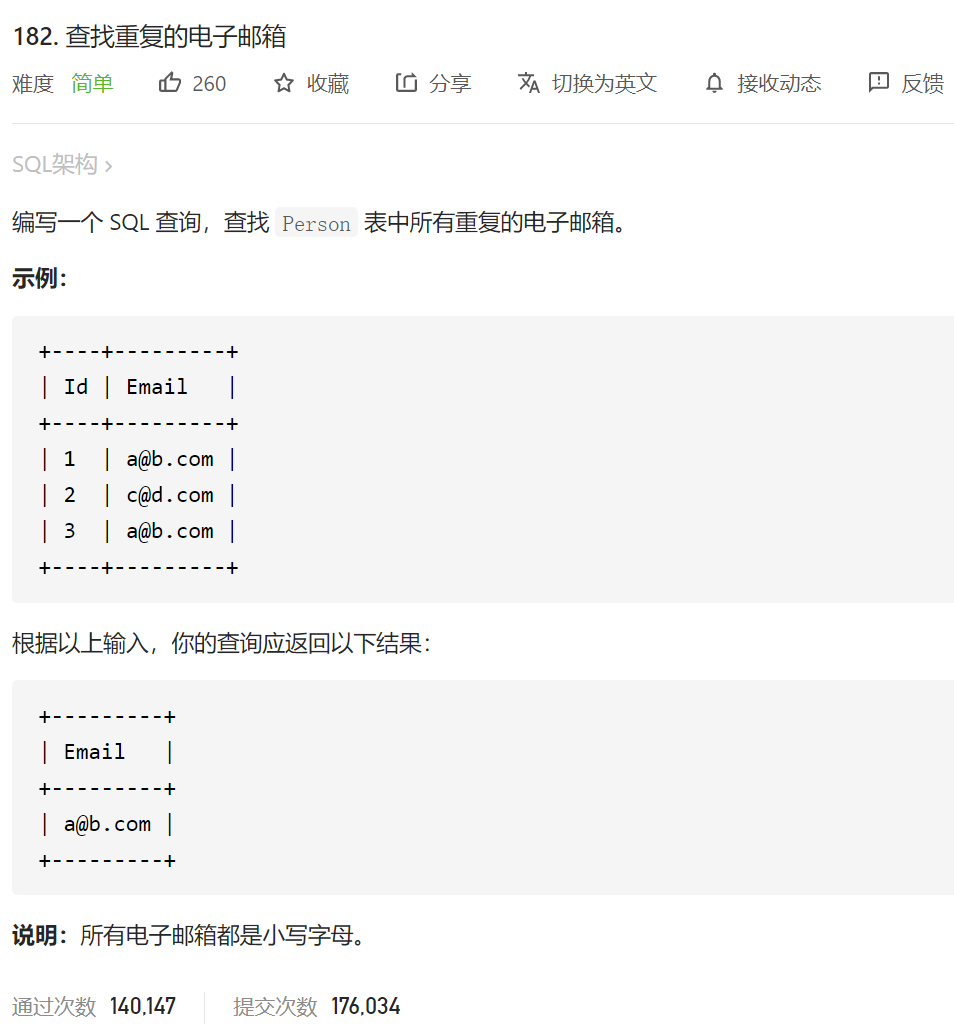 182. 查找重复的电子邮箱
难度 简单 260 收藏 分享 切换为英文 接收动态 反馈
SQL架构 ›
编写一个 SQL 查询，查找 Person 表中所有重复的电子邮箱。
示例：
+----+---------+
| Id | Email   |
+----+---------+
| 1  | a@b.com |
| 2  | c@d.com |
| 3  | a@b.com |
+----+---------+
根据以上输入，你的查询应返回以下结果：
+---------+
| Email   |
+---------+
| a@b.com |
+---------+
说明：所有电子邮箱都是小写字母。
通过次数 140,147 提交次数 176,034